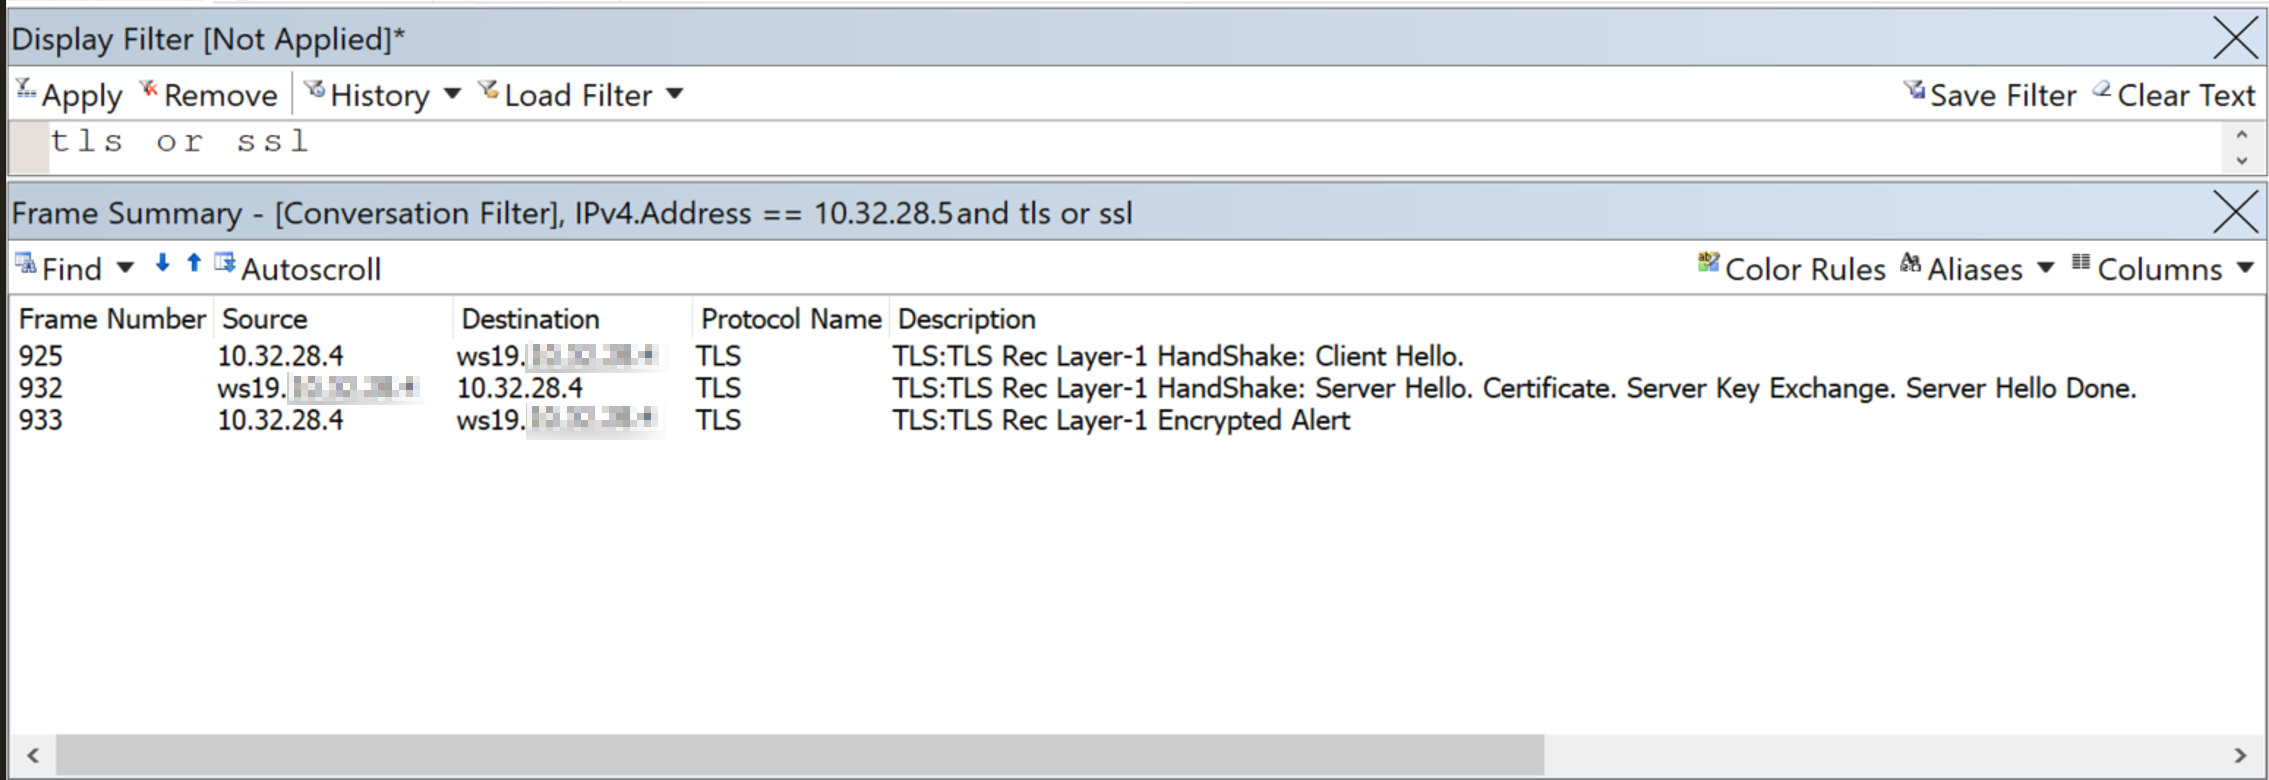 Display Filter [Not Applied]*
Apply Remove History Load Filter Save Filter Clear Text
tls or ssl
Frame Summary - [Conversation Filter], IPv4.Address == 10.32.28.5and tls or ssl
Find Autoscroll Color Rules Aliases Columns
Frame Number Source Destination Protocol Name Description
925 10.32.28.4 ws19. TLS TLS:TLS Rec Layer-1 HandShake: Client Hello.
932 ws19. 10.32.28.4 TLS TLS:TLS Rec Layer-1 HandShake: Server Hello. Certificate. Server Key Exchange. Server Hello Done.
933 10.32.28.4 ws19. TLS TLS:TLS Rec Layer-1 Encrypted Alert